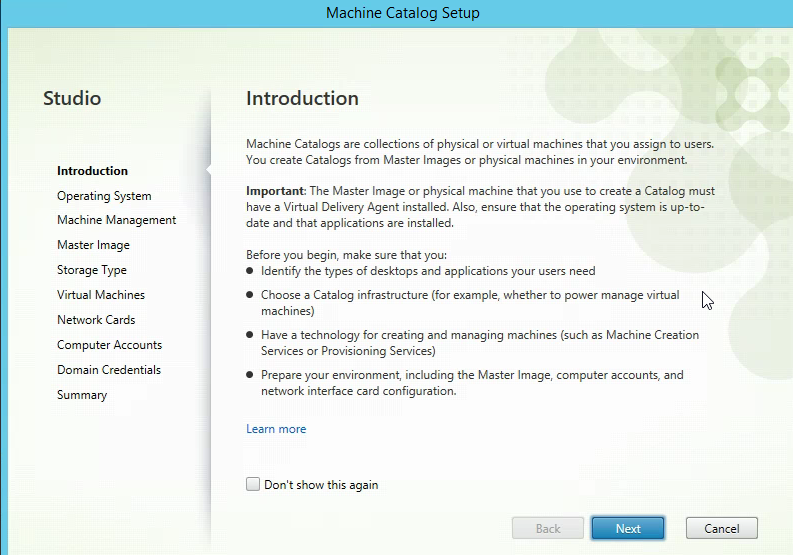 Machine Catalog Setup
Studio
Introduction
Operating System
Machine Management
Master Image
Storage Type
Virtual Machines
Network Cards
Computer Accounts
Domain Credentials
Summary
Introduction
Machine Catalogs are collections of physical or virtual machines that you assign to users.
You create Catalogs from Master Images or physical machines in your environment.
Important: The Master Image or physical machine that you use to create a Catalog must
have a Virtual Delivery Agent installed. Also, ensure that the operating system is up-to-
date and that applications are installed.
Before you begin, make sure that you:
● Identify the types of desktops and applications your users need
● Choose a Catalog infrastructure (for example, whether to power manage virtual
machines)
● Have a technology for creating and managing machines (such as Machine Creation
Services or Provisioning Services)
● Prepare your environment, including the Master Image, computer accounts, and
network interface card configuration.
Learn more
Don't show this again
Back
Next
Cancel